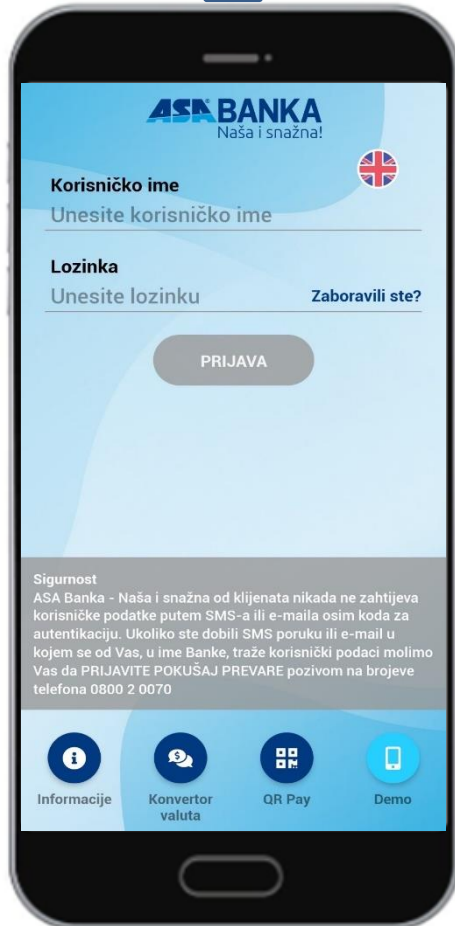 ASA BANKA
Naša i snažna!
Korisničko ime
Unesite korisničko ime
Lozinka
Unesite lozinku
Zaboravili ste?
PRIJAVA
Sigurnost
ASA Banka - Naša i snažna od klijenata nikada ne zahtijeva
korisničke podatke putem SMS-a ili e-maila osim koda za
autentikaciju. Ukoliko ste dobili SMS poruku ili e-mail u
kojem se od Vas, u ime Banke, traže korisnički podaci molimo
Vas da PRIJAVITE POKUŠAJ PREVARE pozivom na brojeve
telefona 0800 2 0070
Informacije
Konvertor
valuta
QR Pay
Demo